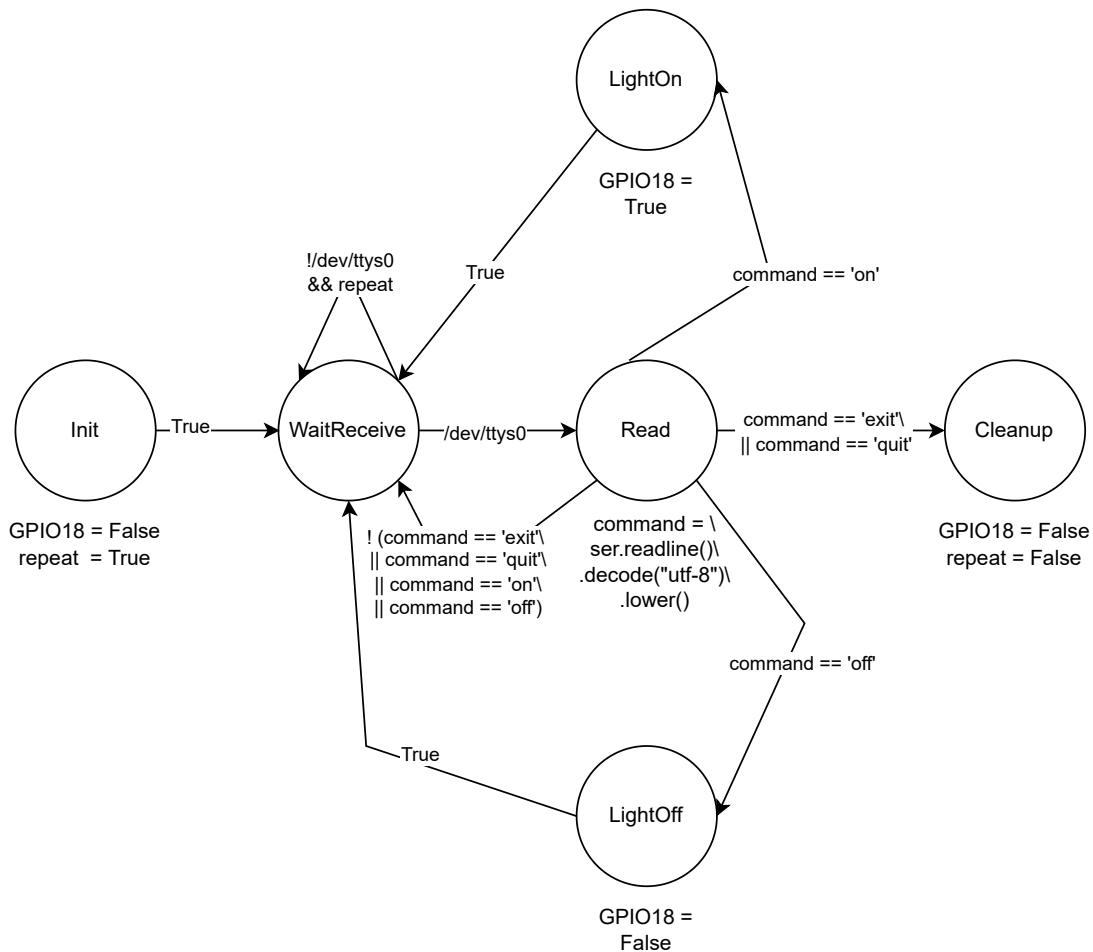 LightOn
GPIO18 =
True
!/dev/ttys0
&& repeat
True
command == 'on'
Init
True
WaitReceive
/dev/ttys0
Read
command == 'exit'\
|| command == 'quit'
Cleanup
GPIO18 = False
repeat = True
! (command == 'exit'\
|| command == 'quit'\
|| command == 'on'\
|| command == 'off')
command = \
ser.readline()\
.decode("utf-8")\
.lower()
GPIO18 = False
repeat = False
command == 'off'
True
LightOff
GPIO18 =
False